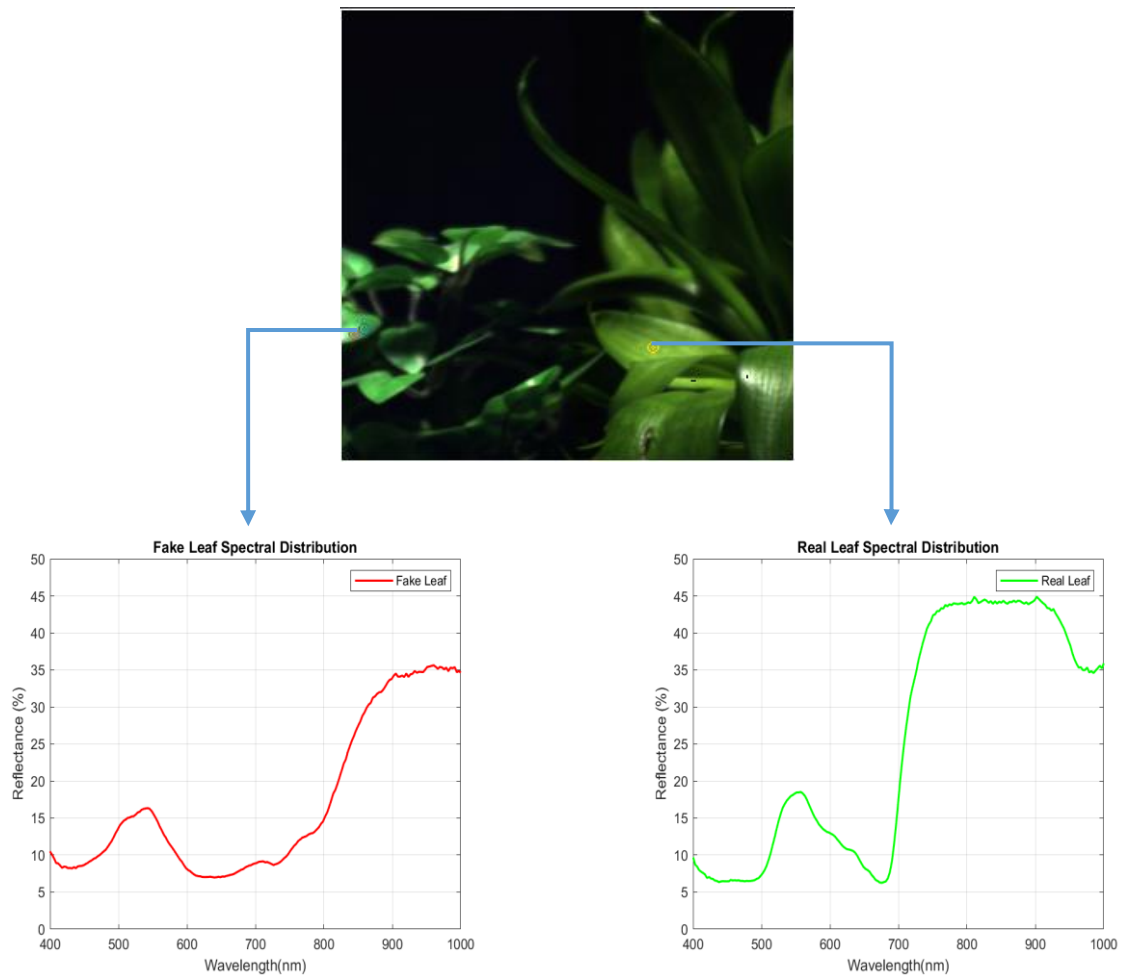 Fake Leaf Spectral Distribution
Fake Leaf
Reflectance (%)
50
45
40
35
30
25
20
15
10
5
0
400 500 600 700 800 900 1000
Wavelength(nm)
Real Leaf Spectral Distribution
Real Leaf
Reflectance (%)
50
45
40
35
30
25
20
15
10
5
0
400 500 600 700 800 900 1000
Wavelength(nm)